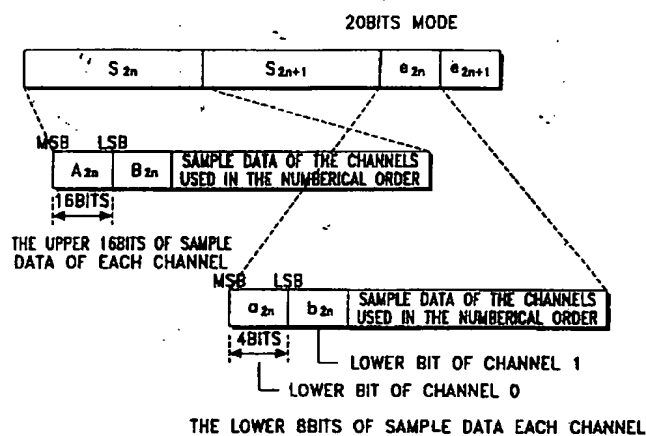 20BITS MODE
S2n S2n+1 e2n e2n+1
MSB LSB
A2n B2n SAMPLE DATA OF THE CHANNELS
USED IN THE NUMBERICAL ORDER
16BITS
THE UPPER 16BITS OF SAMPLE
DATA OF EACH CHANNEL
MSB LSB
a2n b2n SAMPLE DATA OF THE CHANNELS
USED IN THE NUMBERICAL ORDER
4BITS
LOWER BIT OF CHANNEL 1
LOWER BIT OF CHANNEL 0
THE LOWER 8BITS OF SAMPLE DATA EACH CHANNEL